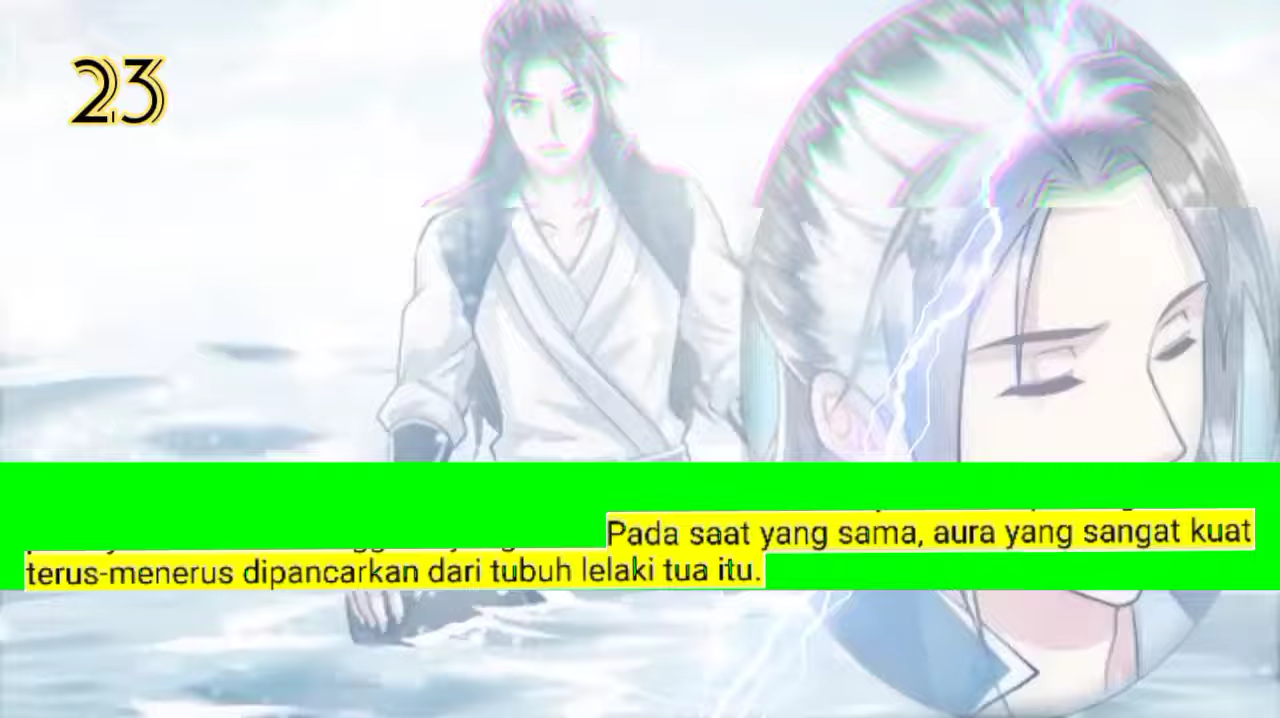 23
Pada saat yang sama, aura yang sangat kuat
terus-menerus dipancarkan dari tubuh lelaki tua itu.